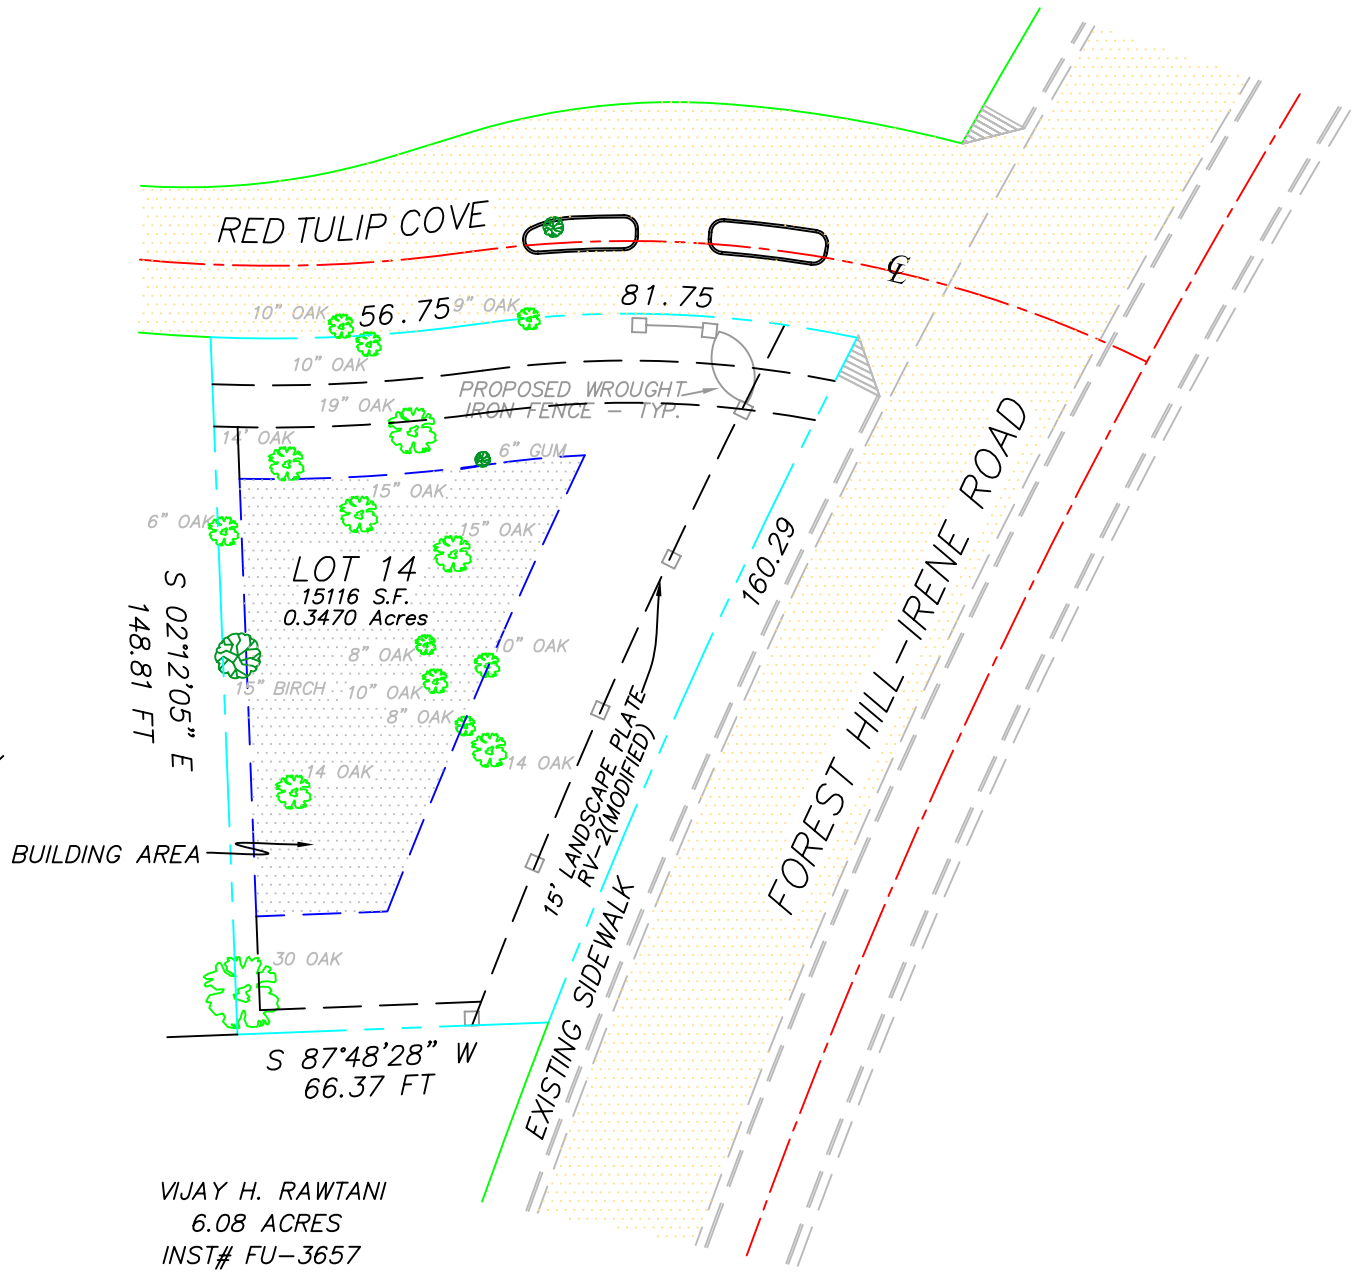 RED TULIP COVE
℄
10" OAK
56.75
9" OAK
81.75
10" OAK
PROPOSED WROUGHT
IRON FENCE - TYP.
19" OAK
14' OAK
6" GUM
15" OAK
6" OAK
15" OAK
LOT 14
15116 S.F.
0.3470 Acres
160.29
FOREST HILL-IRENE ROAD
S 02°12'05" E
148.81 FT
8" OAK
0" OAK
15" BIRCH
10" OAK
8" OAK
14 OAK
14 OAK
15' LANDSCAPE PLATE
RV-2(MODIFIED)
BUILDING AREA
EXISTING SIDEWALK
30 OAK
S 87°48'28" W
66.37 FT
VIJAY H. RAWTANI
6.08 ACRES
INST# FU-3657